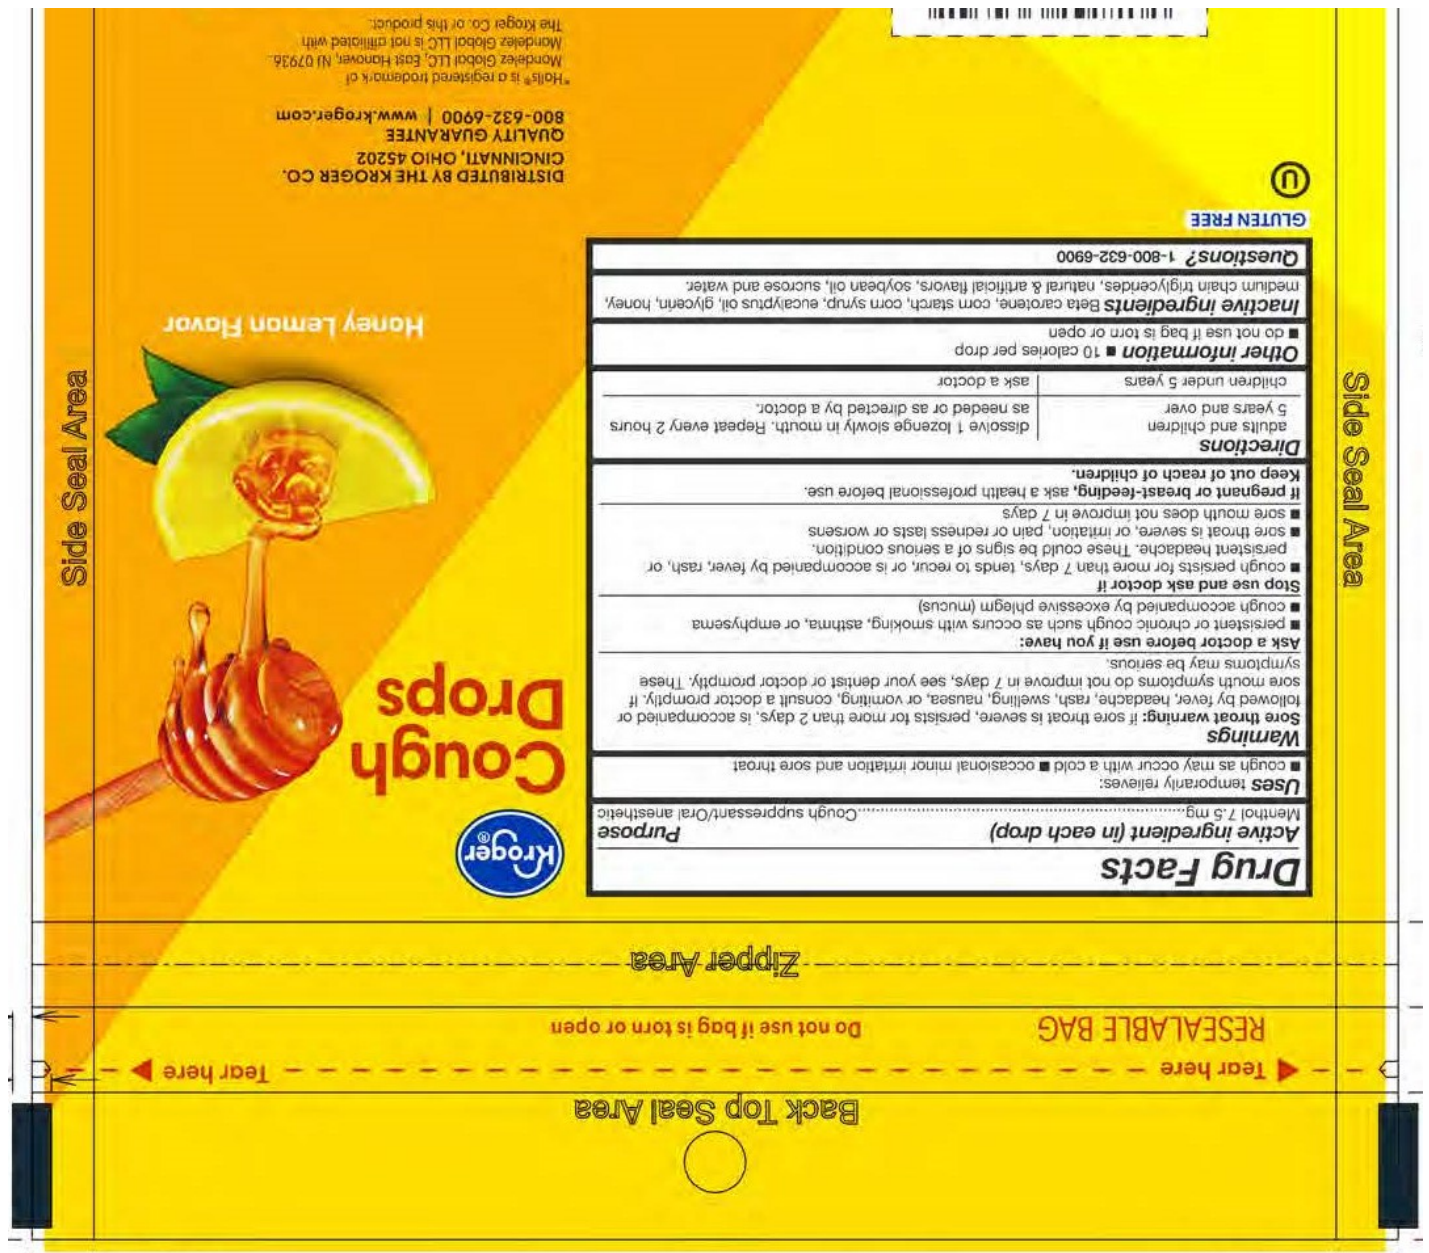 Back Top Seal Area
Tear here
Tear here
RESEALABLE BAG
Do not use if bag is torn or open
Zipper Area
Side Seal Area
Drug Facts
Active ingredient (in each drop) Purpose
Menthol 7.5 mg..........Cough suppressant/Oral anesthetic
Uses temporarily relieves:
■ cough as may occur with a cold ■ occasional minor irritation and sore throat
Warnings
Sore throat warning: if sore throat is severe, persists for more than 2 days, is accompanied or
followed by fever, headache, rash, swelling, nausea, or vomiting, consult a doctor promptly. If
sore mouth symptoms do not improve in 7 days, see your dentist or doctor promptly. These
symptoms may be serious.
Ask a doctor before use if you have:
■ persistent or chronic cough such as occurs with smoking, asthma, or emphysema
■ cough accompanied by excessive phlegm (mucus)
Stop use and ask doctor if
■ cough persists for more than 7 days, tends to recur, or is accompanied by fever, rash, or
persistent headache. These could be signs of a serious condition.
■ sore throat is severe, or irritation, pain or redness lasts or worsens
■ sore mouth does not improve in 7 days
If pregnant or breast-feeding, ask a health professional before use.
Keep out of reach of children.
Directions
adults and children
5 years and over
dissolve 1 lozenge slowly in mouth. Repeat every 2 hours
as needed or as directed by a doctor.
children under 5 years ask a doctor
Other information ■ 10 calories per drop
■ do not use if bag is torn or open
Inactive ingredients Beta carotene, corn starch, corn syrup, eucalyptus oil, glycerin, honey,
medium chain triglycerides, natural & artificial flavors, soybean oil, sucrose and water.
Questions? 1-800-632-6900
GLUTEN FREE
U
Kroger®
Cough
Drops
Honey Lemon Flavor
DISTRIBUTED BY THE KROGER CO.
CINCINNATI, OHIO 45202
QUALITY GUARANTEE
800-632-6900 | www.kroger.com
*Halls® is a registered trademark of
Mondelez Global LLC, East Hanover, NJ 07936.
Mondelez Global LLC is not affiliated with
The Kroger Co. or this product.
Side Seal Area